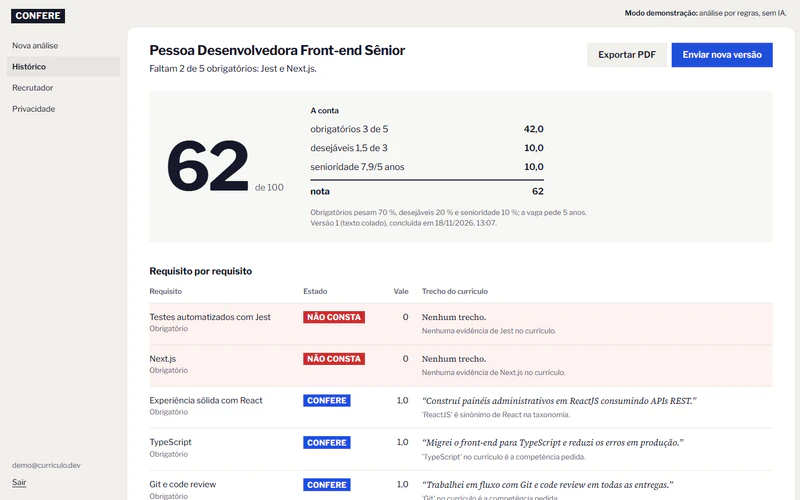 CONFERE
Modo demonstração: análise por regras, sem IA.
Nova análise
Histórico
Recrutador
Privacidade
demo@curriculo.dev
Sair
Pessoa Desenvolvedora Front-end Sênior
Faltam 2 de 5 obrigatórios: Jest e Next.js.
Exportar PDF
Enviar nova versão
62 de 100
A conta
obrigatórios 3 de 5 42,0
desejáveis 1,5 de 3 10,0
senioridade 7,9/5 anos 10,0
nota 62
Obrigatórios pesam 70 %, desejáveis 20 % e senioridade 10 %; a vaga pede 5 anos.
Versão 1 (texto colado), concluída em 18/11/2026, 13:07.
Requisito por requisito
Requisito Estado Vale Trecho do currículo
Testes automatizados com Jest NÃO CONSTA 0 Nenhum trecho.
Obrigatório Nenhuma evidência de Jest no currículo.
Next.js NÃO CONSTA 0 Nenhum trecho.
Obrigatório Nenhuma evidência de Next.js no currículo.
Experiência sólida com React CONFERE 1,0 “Construí painéis administrativos em ReactJS consumindo APIs REST.”
Obrigatório 'ReactJS' é sinônimo de React na taxonomia.
TypeScript CONFERE 1,0 “Migrei o front-end para TypeScript e reduzi os erros em produção.”
Obrigatório 'TypeScript' no currículo é a competência pedida.
Git e code review CONFERE 1,0 “Trabalhei em fluxo com Git e code review em todas as entregas.”
Obrigatório 'Git' no currículo é a competência pedida.